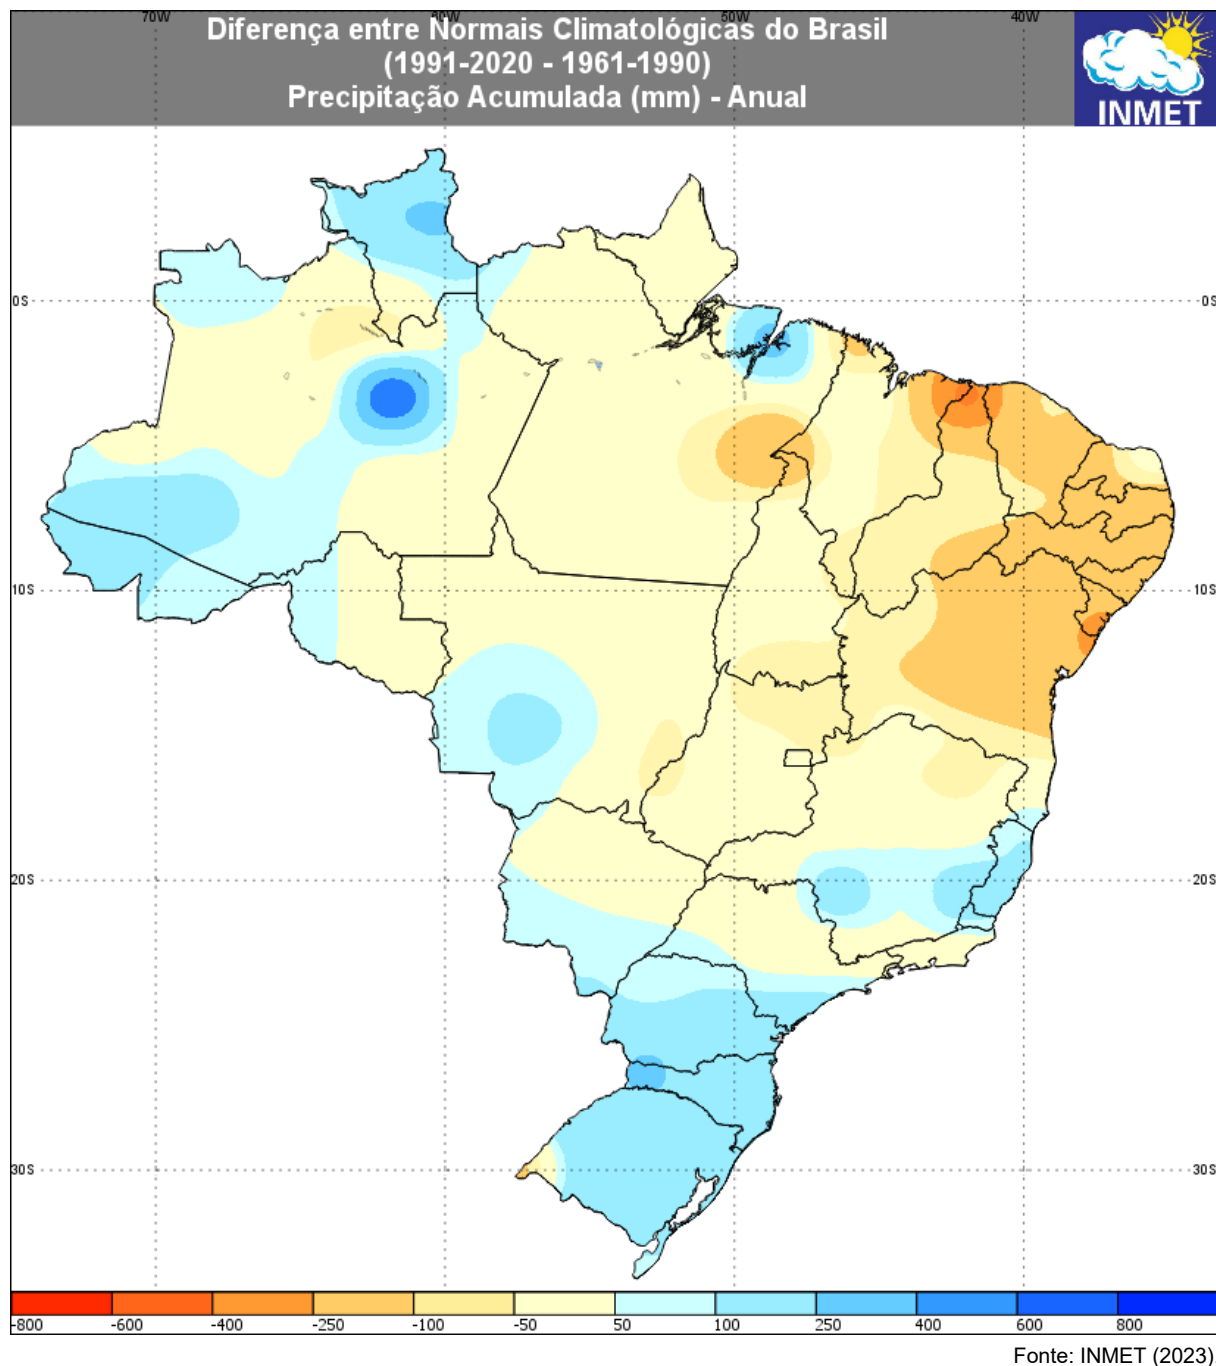 70W 60W 50W 40W
Diferença entre Normais Climatológicas do Brasil
(1991-2020 - 1961-1990)
Precipitação Acumulada (mm) - Anual
INMET
0S 0S
10S 10S
20S 20S
30S 30S
-800 -600 -400 -250 -100 -50 50 100 250 400 600 800
Fonte: INMET (2023)